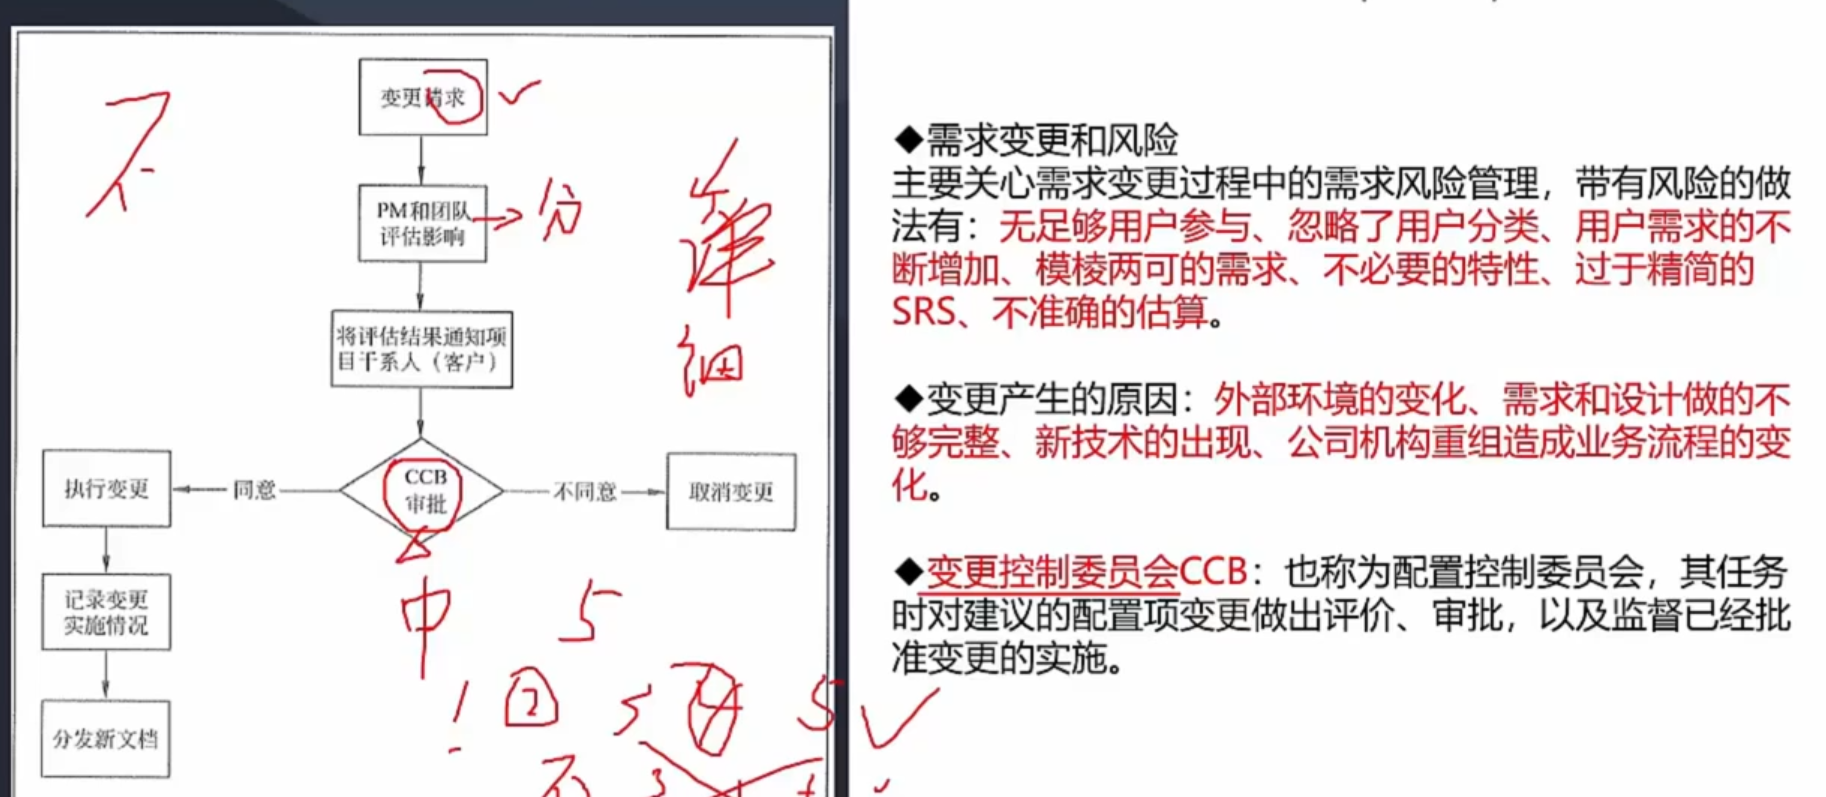 变更请求
PM和团队
评估影响
分
详
细
将评估结果通知项
目干系人（客户）
CCB
审批
同意
不同意
执行变更
取消变更
记录变更
实施情况
分发新文档
不
中
5
1 2 5
不 3
◆需求变更和风险
主要关心需求变更过程中的需求风险管理，带有风险的做
法有：无足够用户参与、忽略了用户分类、用户需求的不
断增加、模棱两可的需求、不必要的特性、过于精简的
SRS、不准确的估算。
◆变更产生的原因：外部环境的变化、需求和设计做的不
够完整、新技术的出现、公司机构重组造成业务流程的变
化。
◆变更控制委员会CCB：也称为配置控制委员会，其任务
时对建议的配置项变更做出评价、审批，以及监督已经批
准变更的实施。